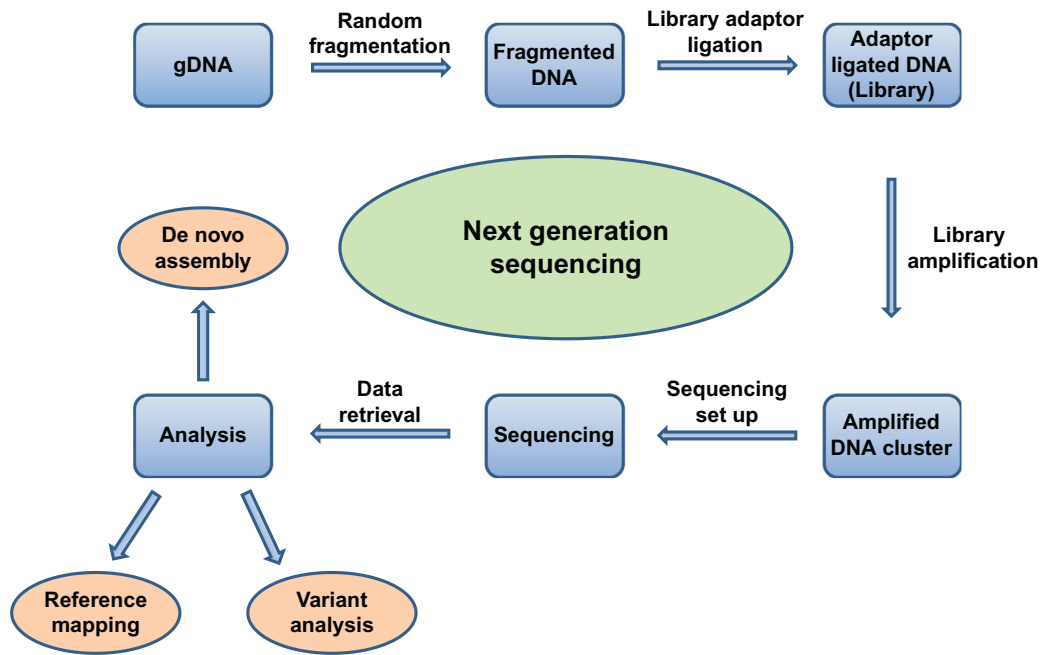 gDNA
Random
fragmentation
Fragmented
DNA
Library adaptor
ligation
Adaptor
ligated DNA
(Library)
Library
amplification
Next generation
sequencing
De novo
assembly
Amplified
DNA cluster
Sequencing
set up
Sequencing
Data
retrieval
Analysis
Reference
mapping
Variant
analysis